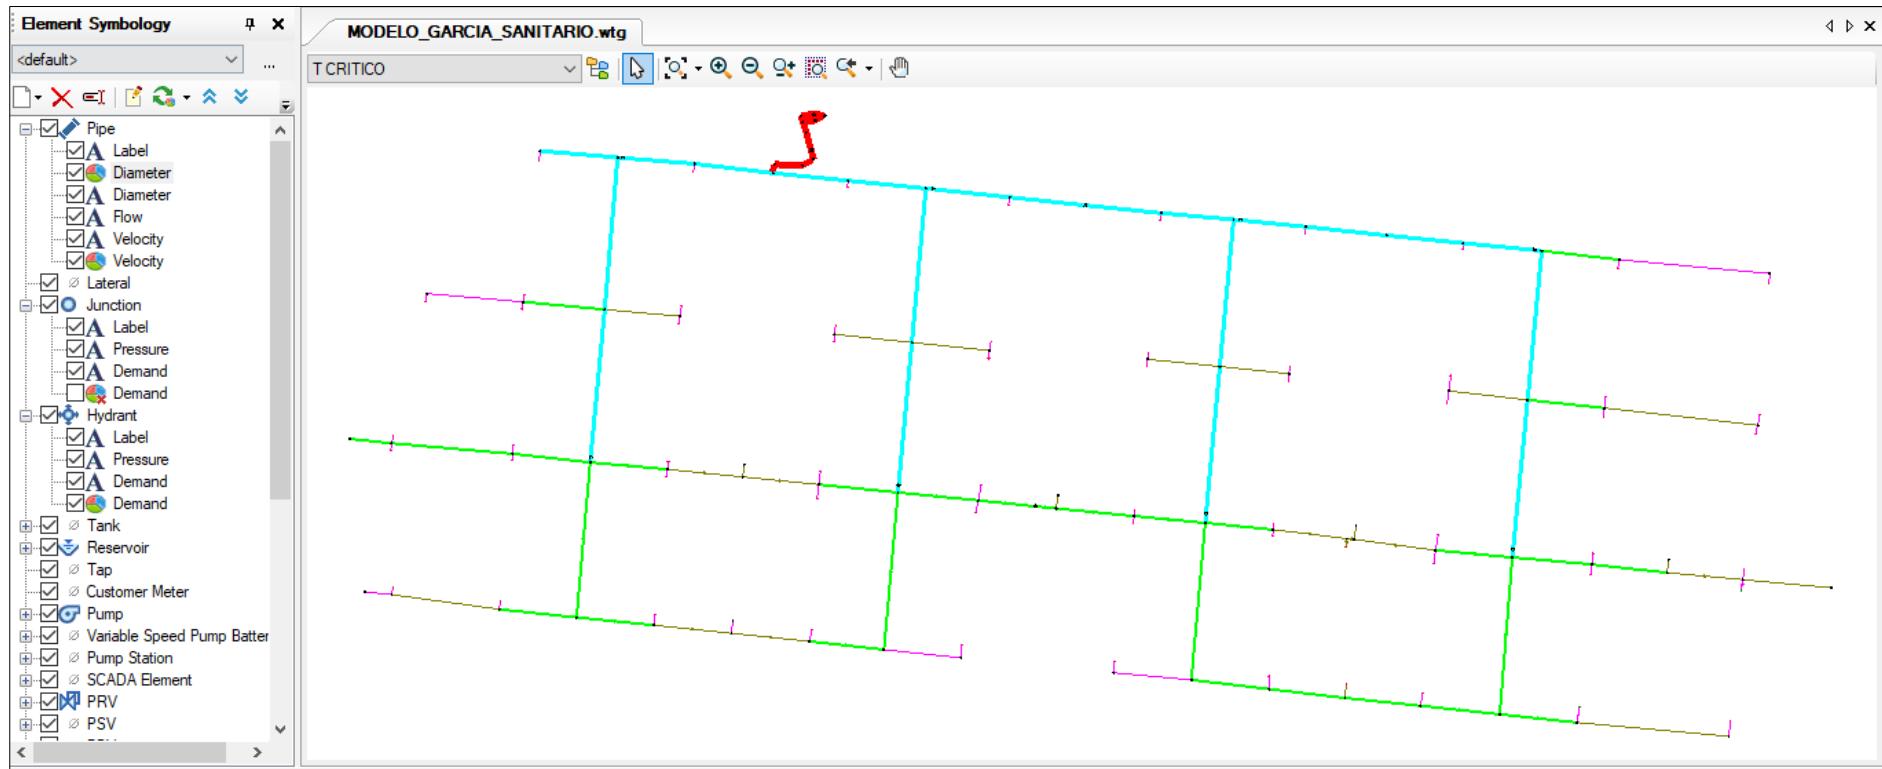 Element Symbology
<default>
...
Pipe
Label
Diameter
Diameter
Flow
Velocity
Velocity
Lateral
Junction
Label
Pressure
Demand
Demand
Hydrant
Label
Pressure
Demand
Demand
Tank
Reservoir
Tap
Customer Meter
Pump
Variable Speed Pump Batter
Pump Station
SCADA Element
PRV
PSV
MODELO_GARCIA_SANITARIO.wtg
T CRITICO